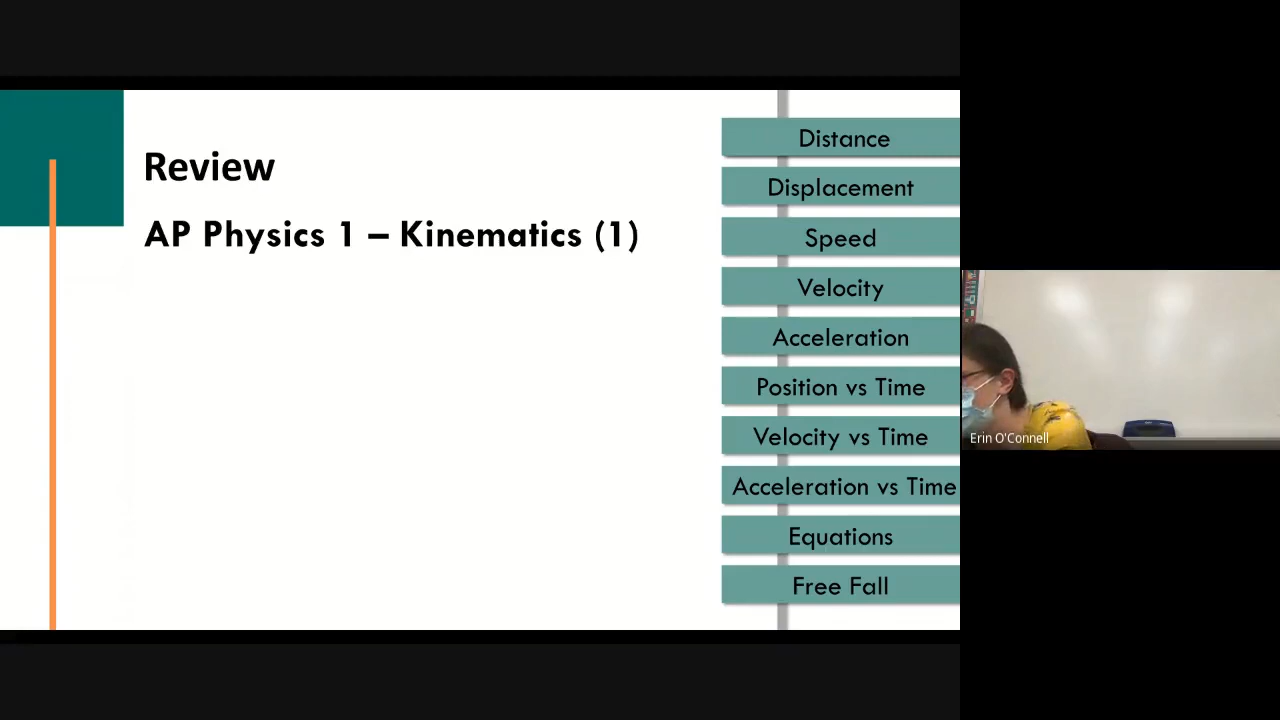 Review
AP Physics 1 – Kinematics (1)
Distance
Displacement
Speed
Velocity
Acceleration
Position vs Time
Velocity vs Time
Acceleration vs Time
Equations
Free Fall
Erin O'Connell